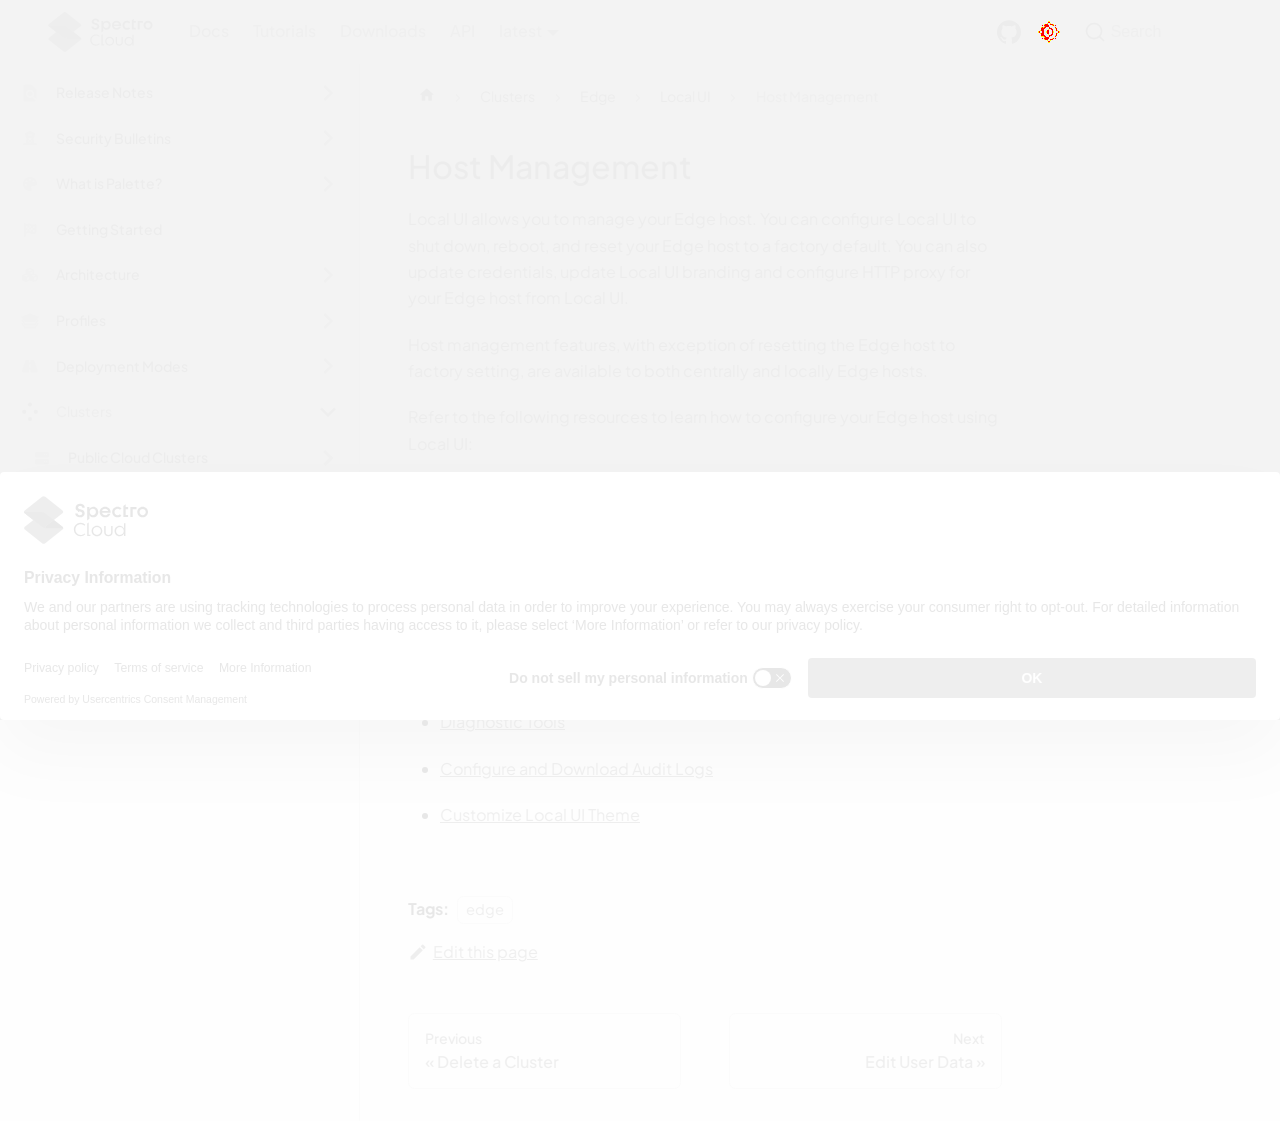 Spectro Cloud
Docs Tutorials Downloads API latest
Search
Release Notes
Security Bulletins
What is Palette?
Getting Started
Architecture
Profiles
Deployment Modes
Clusters
Public Cloud Clusters
Clusters Edge Local UI Host Management
Host Management
Local UI allows you to manage your Edge host. You can configure Local UI to
shut down, reboot, and reset your Edge host to a factory default. You can also
update credentials, update Local UI branding and configure HTTP proxy for
your Edge host from Local UI.
Host management features, with exception of resetting the Edge host to
factory setting, are available to both centrally and locally Edge hosts.
Refer to the following resources to learn how to configure your Edge host using
Local UI.
Spectro
Cloud
Privacy Information
We and our partners are using tracking technologies to process personal data in order to improve your experience. You may always exercise your consumer right to opt-out. For detailed information
about personal information we collect and third parties having access to it, please select 'More Information' or refer to our privacy policy.
Privacy policy Terms of service More Information
Do not sell my personal information
OK
Powered by Usercentrics Consent Management
Diagnostic Tools
Configure and Download Audit Logs
Customize Local UI Theme
Tags: edge
Edit this page
Previous
« Delete a Cluster
Next
Edit User Data »